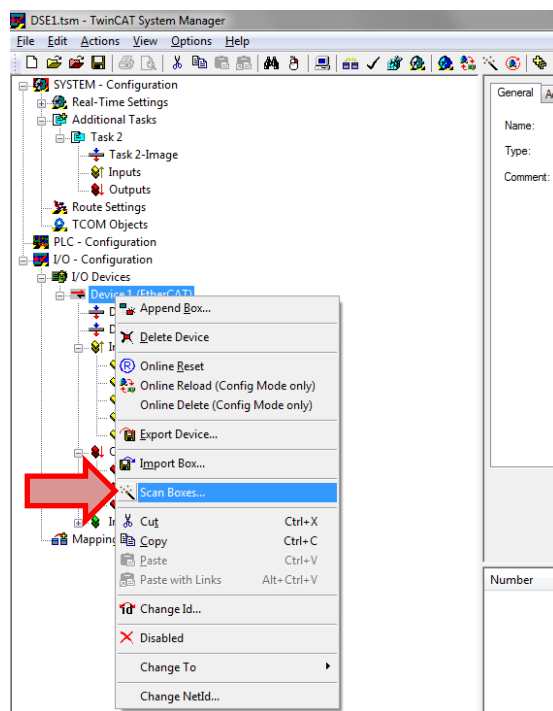 DSE1.tsm - TwinCAT System Manager
File Edit Actions View Options Help
SYSTEM - Configuration
Real-Time Settings
Additional Tasks
Task 2
Task 2-Image
Inputs
Outputs
Route Settings
TCOM Objects
PLC - Configuration
I/O - Configuration
I/O Devices
Device 1 (EtherCAT)
Mapping
Append Box...
Delete Device
Online Reset
Online Reload (Config Mode only)
Online Delete (Config Mode only)
Export Device...
Import Box...
Scan Boxes...
Cut Ctrl+X
Copy Ctrl+C
Paste Ctrl+V
Paste with Links Alt+Ctrl+V
Change Id...
Disabled
Change To
Change NetId...
General
Name:
Type:
Comment:
Number